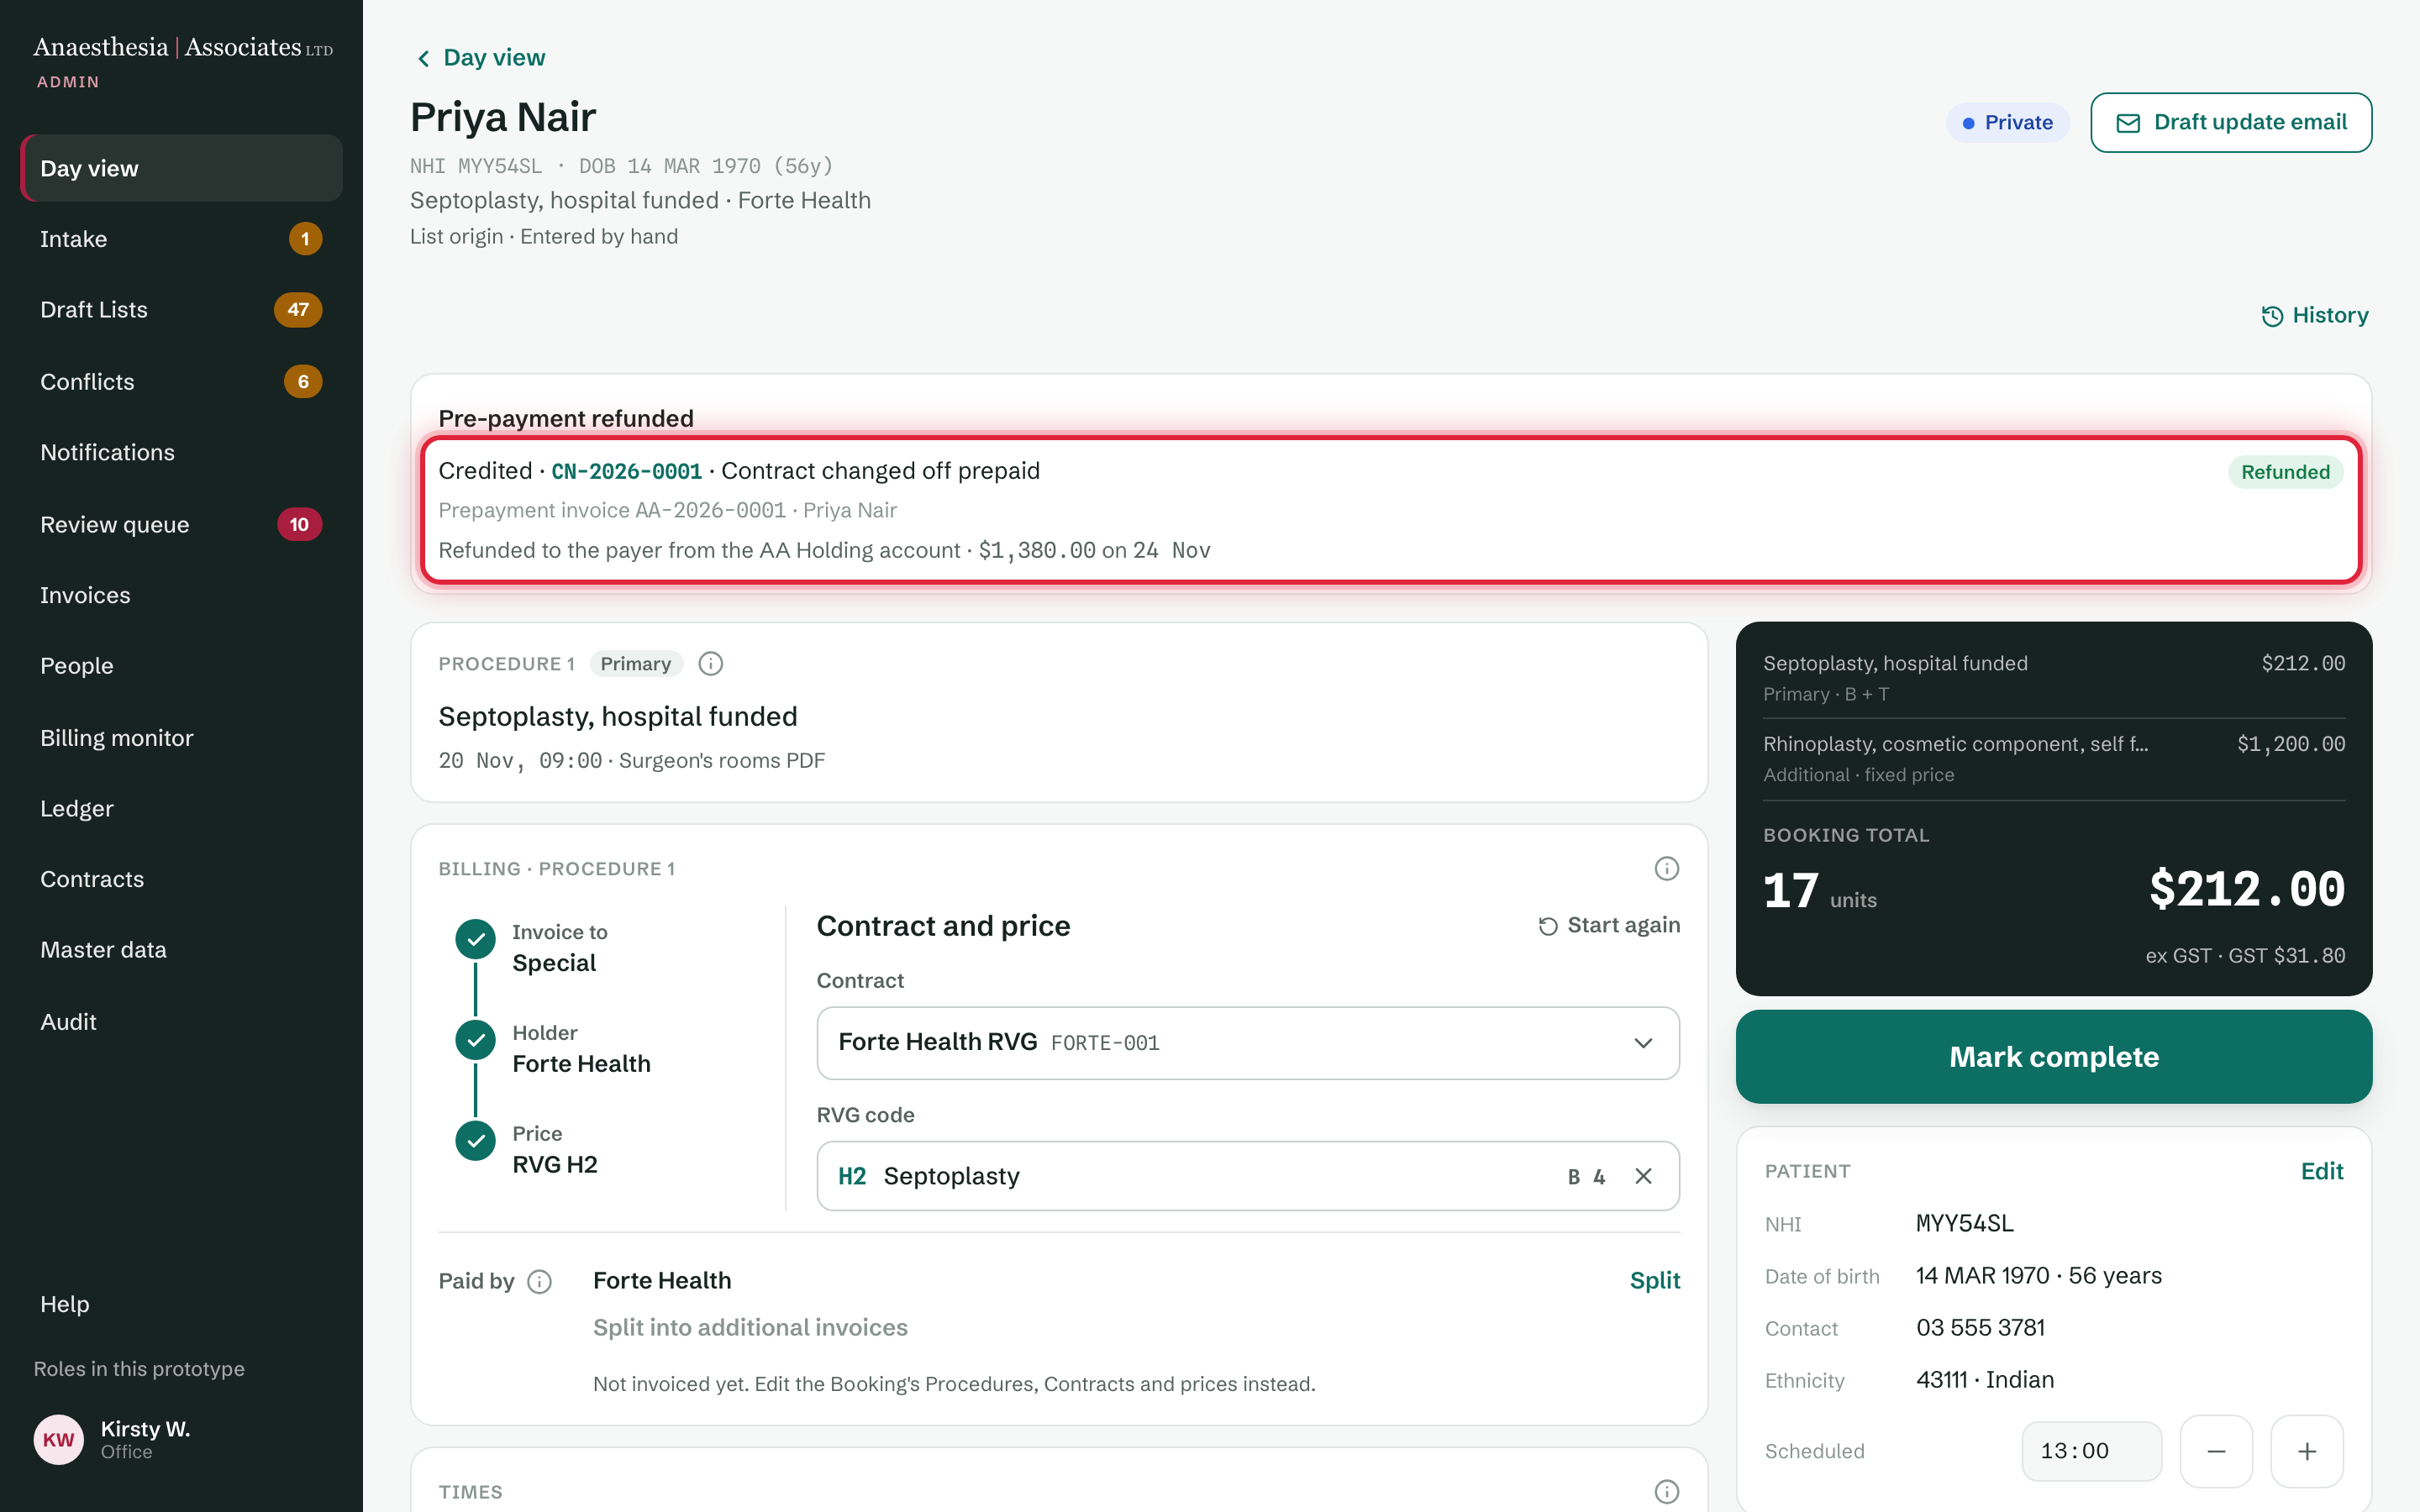 Anaesthesia | Associates LTD
ADMIN
Day view
Intake 1
Draft Lists 47
Conflicts 6
Notifications
Review queue 10
Invoices
People
Billing monitor
Ledger
Contracts
Master data
Audit
Help
Roles in this prototype
KW
Kirsty W.
Office
Day view
Priya Nair
Private
Draft update email
NHI MYY54SL · DOB 14 MAR 1970 (56y)
Septoplasty, hospital funded · Forte Health
List origin · Entered by hand
History
Pre-payment refunded
Credited · CN-2026-0001 · Contract changed off prepaid
Refunded
Prepayment invoice AA-2026-0001 · Priya Nair
Refunded to the payer from the AA Holding account · $1,380.00 on 24 Nov
PROCEDURE 1 Primary
Septoplasty, hospital funded
20 Nov, 09:00 · Surgeon's rooms PDF
BILLING · PROCEDURE 1
Invoice to
Special
Holder
Forte Health
Price
RVG H2
Contract and price
Start again
Contract
Forte Health RVG FORTE-001
RVG code
H2 Septoplasty B 4
Paid by
Forte Health
Split
Split into additional invoices
Not invoiced yet. Edit the Booking's Procedures, Contracts and prices instead.
TIMES
Septoplasty, hospital funded $212.00
Primary · B + T
Rhinoplasty, cosmetic component, self f... $1,200.00
Additional · fixed price
BOOKING TOTAL
17 units $212.00
ex GST · GST $31.80
Mark complete
PATIENT
Edit
NHI MYY54SL
Date of birth 14 MAR 1970 · 56 years
Contact 03 555 3781
Ethnicity 43111 · Indian
Scheduled 13:00 − +